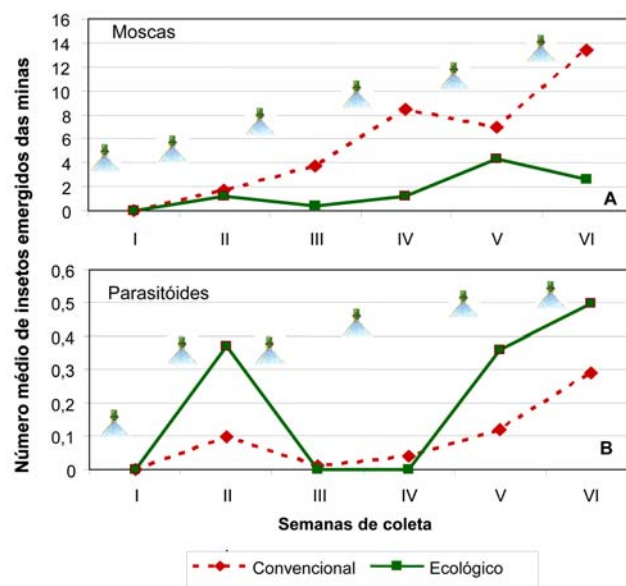 Número médio de insetos emergidos das minas
Moscas
16
14
12
10
8
6
4
2
0
A
I II III IV V VI
Parasitóides
0,6
0,5
0,4
0,3
0,2
0,1
0
B
I II III IV V VI
Semanas de coleta
Convencional Ecológico